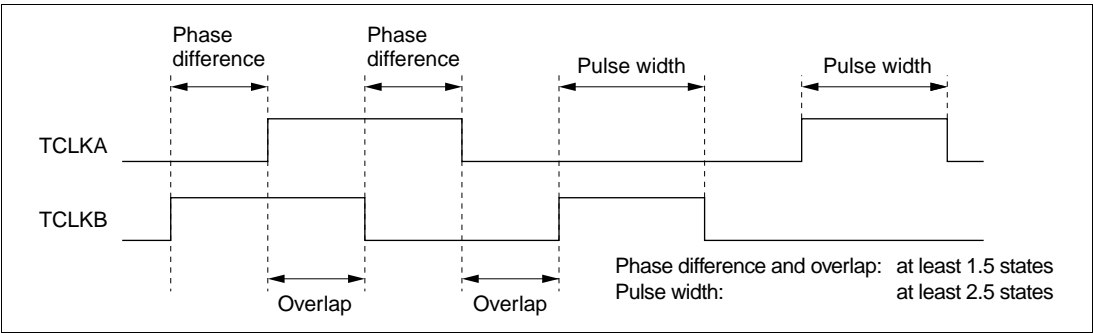 Phase
difference
Phase
difference
Pulse width
Pulse width
TCLKA
TCLKB
Overlap
Overlap
Phase difference and overlap: at least 1.5 states
Pulse width: at least 2.5 states